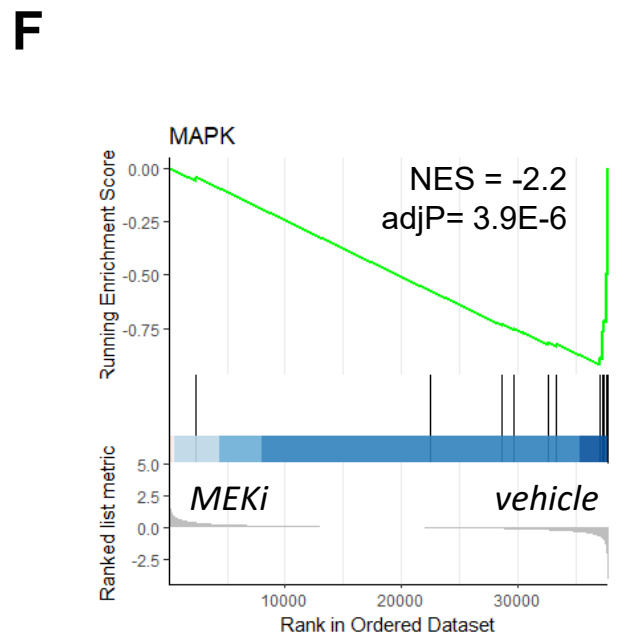 F
MAPK
Running Enrichment Score
0.00
-0.25
-0.50
-0.75
NES = -2.2
adjP= 3.9E-6
Ranked list metric
5.0
2.5
0.0
-2.5
MEKi
vehicle
10000
20000
30000
Rank in Ordered Dataset